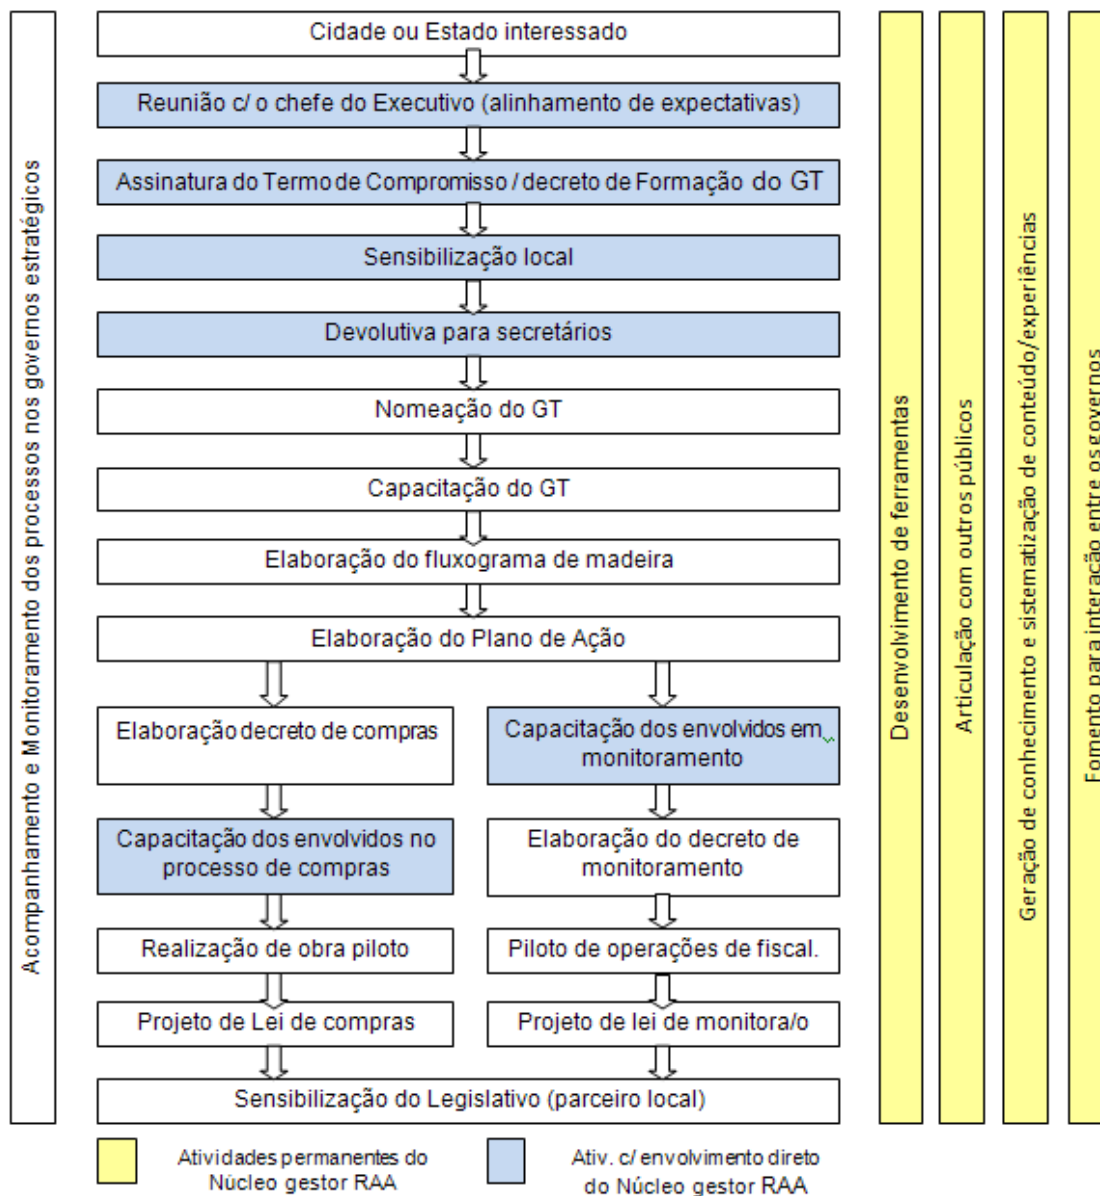 Acompanhamento e Monitoramento dos processos nos governos estratégicos
Cidade ou Estado interessado
Reunião c/ o chefe do Executivo (alinhamento de expectativas)
Assinatura do Termo de Compromisso / decreto de Formação do GT
Sensibilização local
Devolutiva para secretários
Nomeação do GT
Capacitação do GT
Elaboração do fluxograma de madeira
Elaboração do Plano de Ação
Elaboração decreto de compras
Capacitação dos envolvidos no
processo de compras
Realização de obra piloto
Projeto de Lei de compras
Capacitação dos envolvidos em
monitoramento
Elaboração do decreto de
monitoramento
Piloto de operações de fiscal.
Projeto de lei de monitora/o
Sensibilização do Legislativo (parceiro local)
Desenvolvimento de ferramentas
Articulação com outros públicos
Geração de conhecimento e sistematização de conteúdo/experiências
Fomento para interação entre os governos
Atividades permanentes do
Núcleo gestor RAA
Ativ. c/ envolvimento direto
do Núcleo gestor RAA